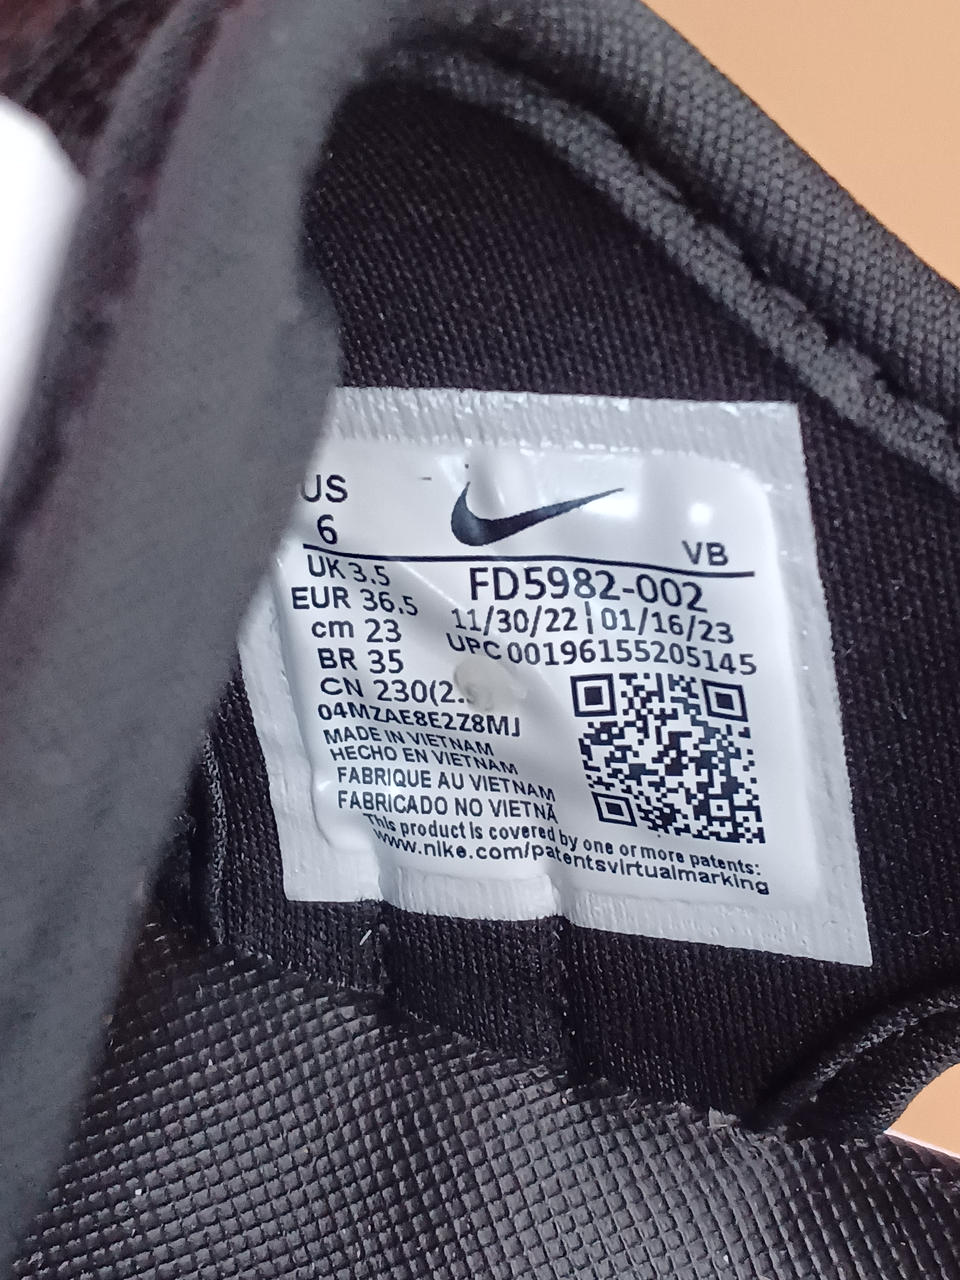 US
6
VB
UK 3.5
EUR 36.5
cm 23
BR 35
CN 230(2.
FD5982-002
11/30/22 | 01/16/23
UPC 00196155205145
04MZAE8E2Z8MJ
MADE IN VIETNAM
HECHO EN VIETNAM
FABRIQUE AU VIETNAM
FABRICADO NO VIETNÃ
This product is covered by one or more patents:
www.nike.com/patentsvirtualmarking